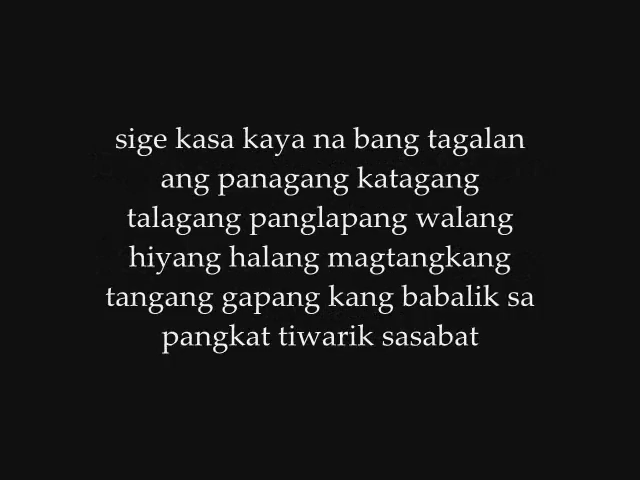 sige kasa kaya na bang tagalan
ang panagang katagang
talagang panglapang walang
hiyang halang magtangkang
tangang gapang kang babalik sa
pangkat tiwarik sasabat